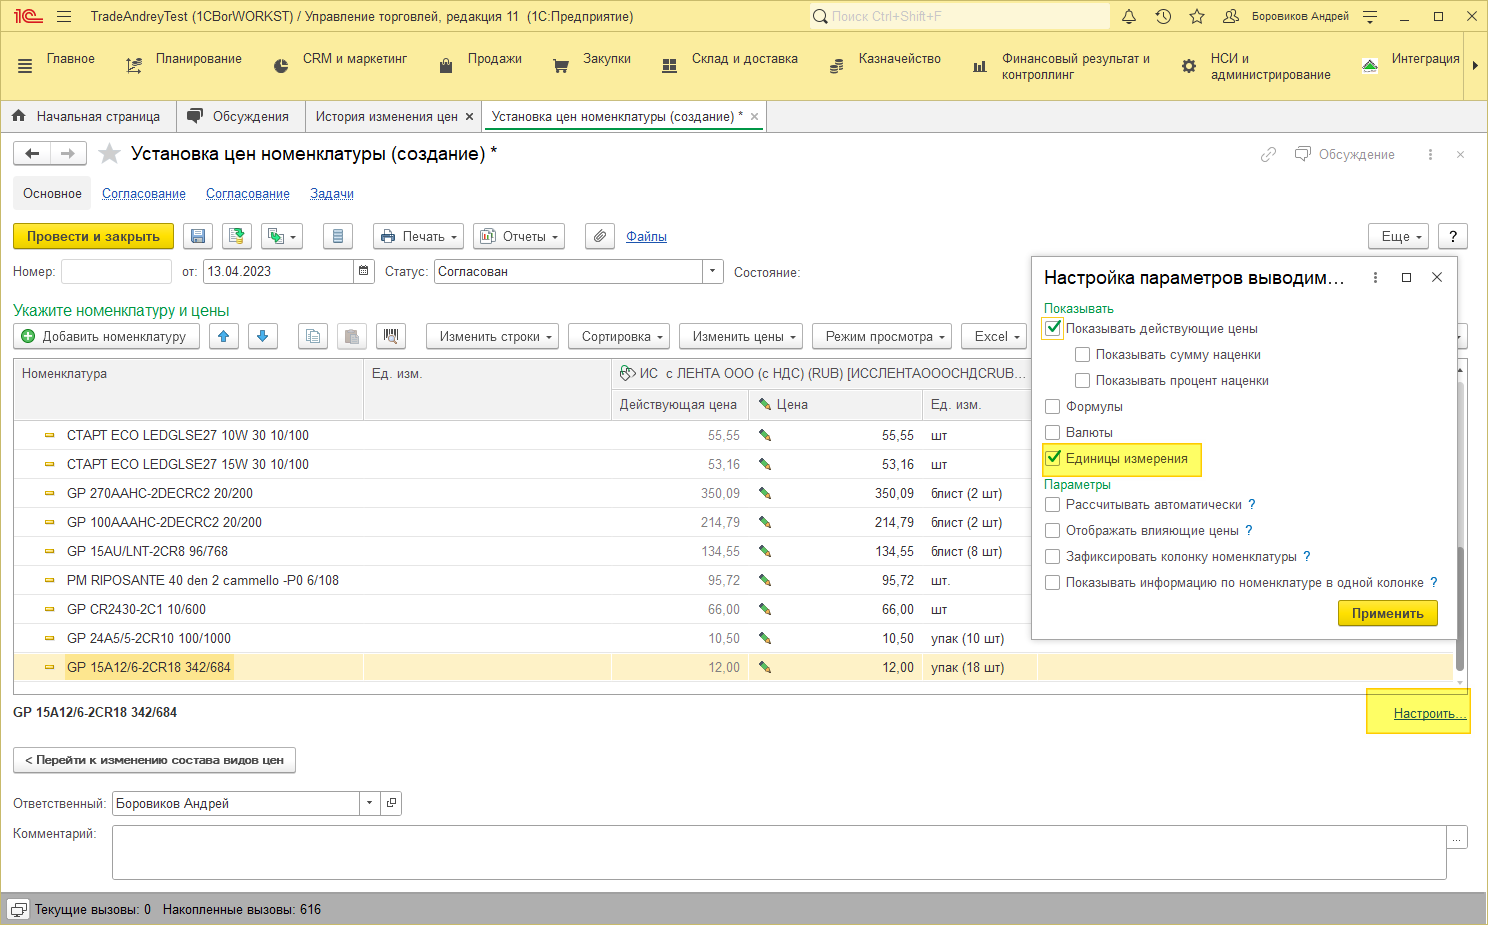 1С TradeAndreyTest (1CBorWORKST) / Управление торговлей, редакция 11 (1С:Предприятие) Поиск Ctrl+Shift+F Боровиков Андрей
Главное Планирование CRM и маркетинг Продажи Закупки Склад и доставка Казначейство Финансовый результат и контроллинг НСИ и администрирование Интеграция
Начальная страница Обсуждения История изменения цен × Установка цен номенклатуры (создание) * ×
Установка цен номенклатуры (создание) * Обсуждение
Основное Согласование Согласование Задачи
Провести и закрыть Печать Отчеты Файлы Еще ?
Номер: от: 13.04.2023 Статус: Согласован Состояние:
Укажите номенклатуру и цены
Добавить номенклатуру Изменить строки Сортировка Изменить цены Режим просмотра Excel
Номенклатура Ед. изм. ИС с ЛЕНТА ООО (с НДС) (RUB) [ИССЛЕНТАОООСНДСRUB...
Действующая цена Цена Ед. изм.
СТАРТ ECO LEDGLSE27 10W 30 10/100 55,55 55,55 шт
СТАРТ ECO LEDGLSE27 15W 30 10/100 53,16 53,16 шт
GP 270AAHC-2DECRC2 20/200 350,09 350,09 блист (2 шт)
GP 100AAAHC-2DECRC2 20/200 214,79 214,79 блист (2 шт)
GP 15AU/LNT-2CR8 96/768 134,55 134,55 блист (8 шт)
PM RIPOSANTE 40 den 2 cammello -P0 6/108 95,72 95,72 шт.
GP CR2430-2C1 10/600 66,00 66,00 шт
GP 24A5/5-2CR10 100/1000 10,50 10,50 упак (10 шт)
GP 15A12/6-2CR18 342/684 12,00 12,00 упак (18 шт)
Настройка параметров выводим...
Показывать
Показывать действующие цены
Показывать сумму наценки
Показывать процент наценки
Формулы
Валюты
Единицы измерения
Параметры
Рассчитывать автоматически ?
Отображать влияющие цены ?
Зафиксировать колонку номенклатуры ?
Показывать информацию по номенклатуре в одной колонке ?
Применить
GP 15A12/6-2CR18 342/684 Настроить...
< Перейти к изменению состава видов цен
Ответственный: Боровиков Андрей
Комментарий: ...
Текущие вызовы: 0 Накопленные вызовы: 616